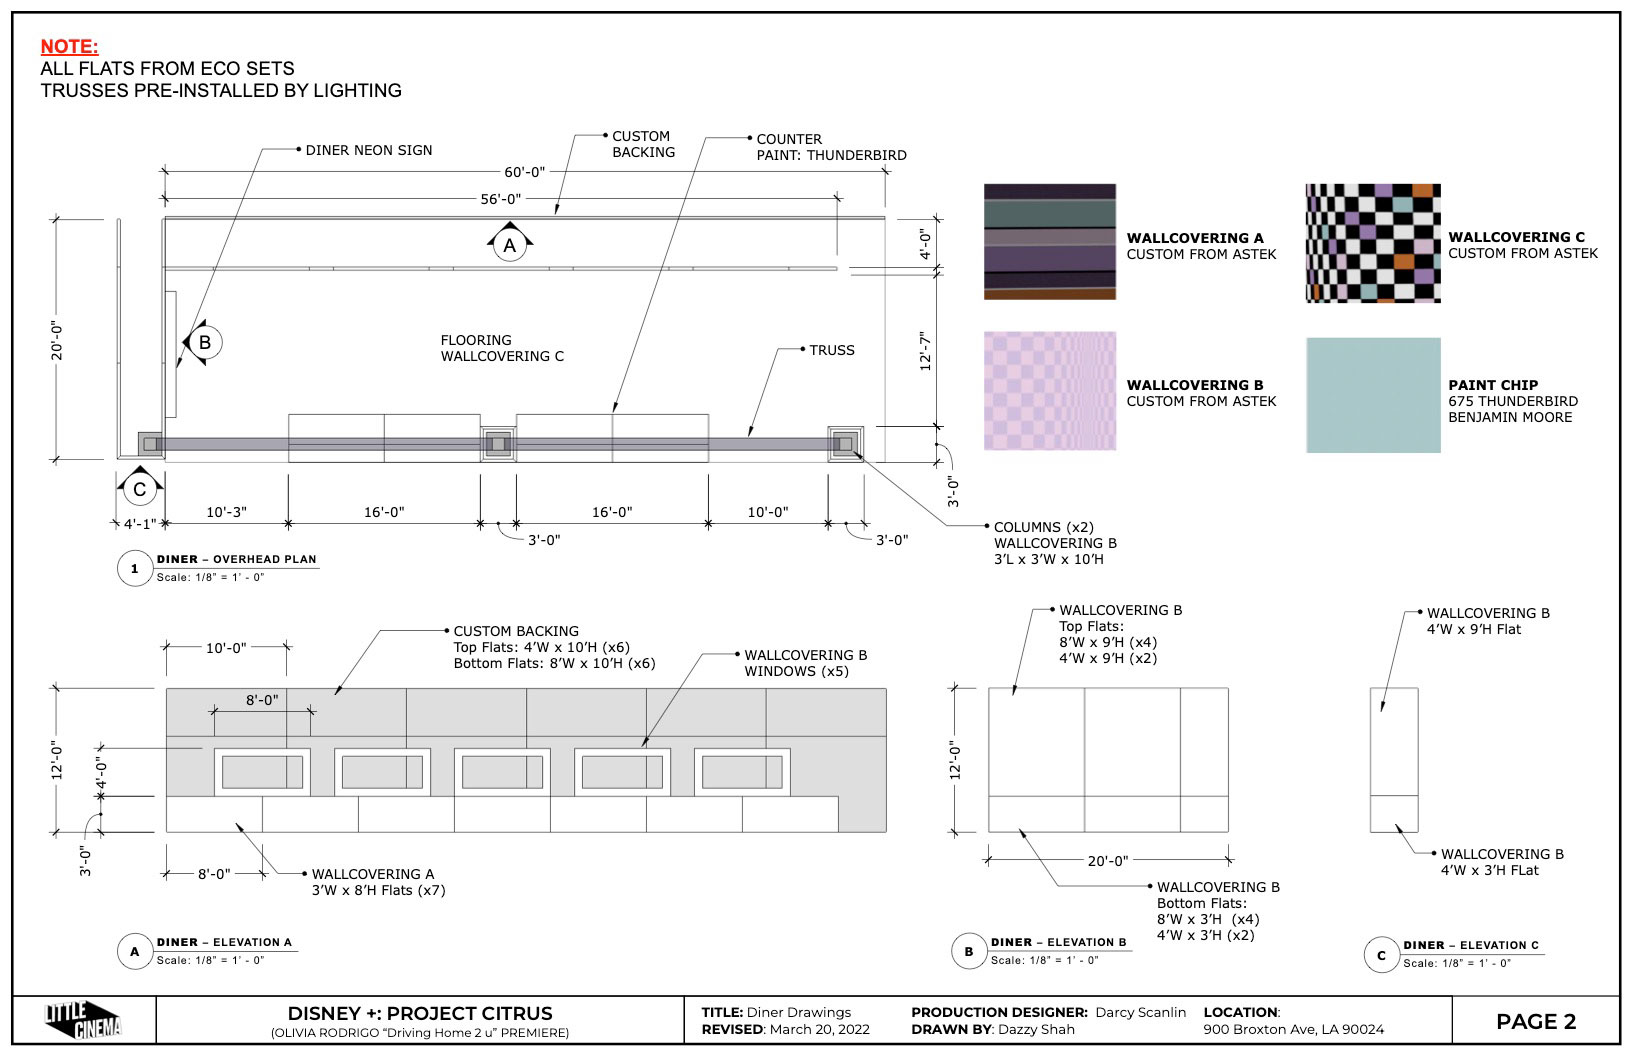 NOTE:
ALL FLATS FROM ECO SETS
TRUSSES PRE-INSTALLED BY LIGHTING
DINER NEON SIGN
CUSTOM
BACKING
COUNTER
PAINT: THUNDERBIRD
60'-0"
56'-0"
A
4'-0"
20'-0"
B
FLOORING
WALLCOVERING C
TRUSS
12'-7"
C
3'-0"
4'-1"
10'-3"
16'-0"
3'-0"
16'-0"
10'-0"
3'-0"
COLUMNS (x2)
WALLCOVERING B
3’L x 3’W x 10’H
1
DINER – OVERHEAD PLAN
Scale: 1/8” = 1’ - 0”
WALLCOVERING A
CUSTOM FROM ASTEK
WALLCOVERING C
CUSTOM FROM ASTEK
WALLCOVERING B
CUSTOM FROM ASTEK
PAINT CHIP
675 THUNDERBIRD
BENJAMIN MOORE
10'-0"
CUSTOM BACKING
Top Flats: 4’W x 10’H (x6)
Bottom Flats: 8’W x 10’H (x6)
WALLCOVERING B
WINDOWS (x5)
8'-0"
12'-0"
4'-0"
3'-0"
8'-0"
WALLCOVERING A
3’W x 8’H Flats (x7)
A
DINER – ELEVATION A
Scale: 1/8” = 1’ - 0”
WALLCOVERING B
Top Flats:
8’W x 9’H (x4)
4’W x 9’H (x2)
12'-0"
20'-0"
WALLCOVERING B
Bottom Flats:
8’W x 3’H (x4)
4’W x 3’H (x2)
B
DINER – ELEVATION B
Scale: 1/8” = 1’ - 0”
WALLCOVERING B
4’W x 9’H Flat
WALLCOVERING B
4’W x 3’H FLat
C
DINER – ELEVATION C
Scale: 1/8” = 1’ - 0”
LITTLE
CINEMA
DISNEY +: PROJECT CITRUS
(OLIVIA RODRIGO “Driving Home 2 u” PREMIERE)
TITLE: Diner Drawings
REVISED: March 20, 2022
PRODUCTION DESIGNER: Darcy Scanlin
DRAWN BY: Dazzy Shah
LOCATION:
900 Broxton Ave, LA 90024
PAGE 2